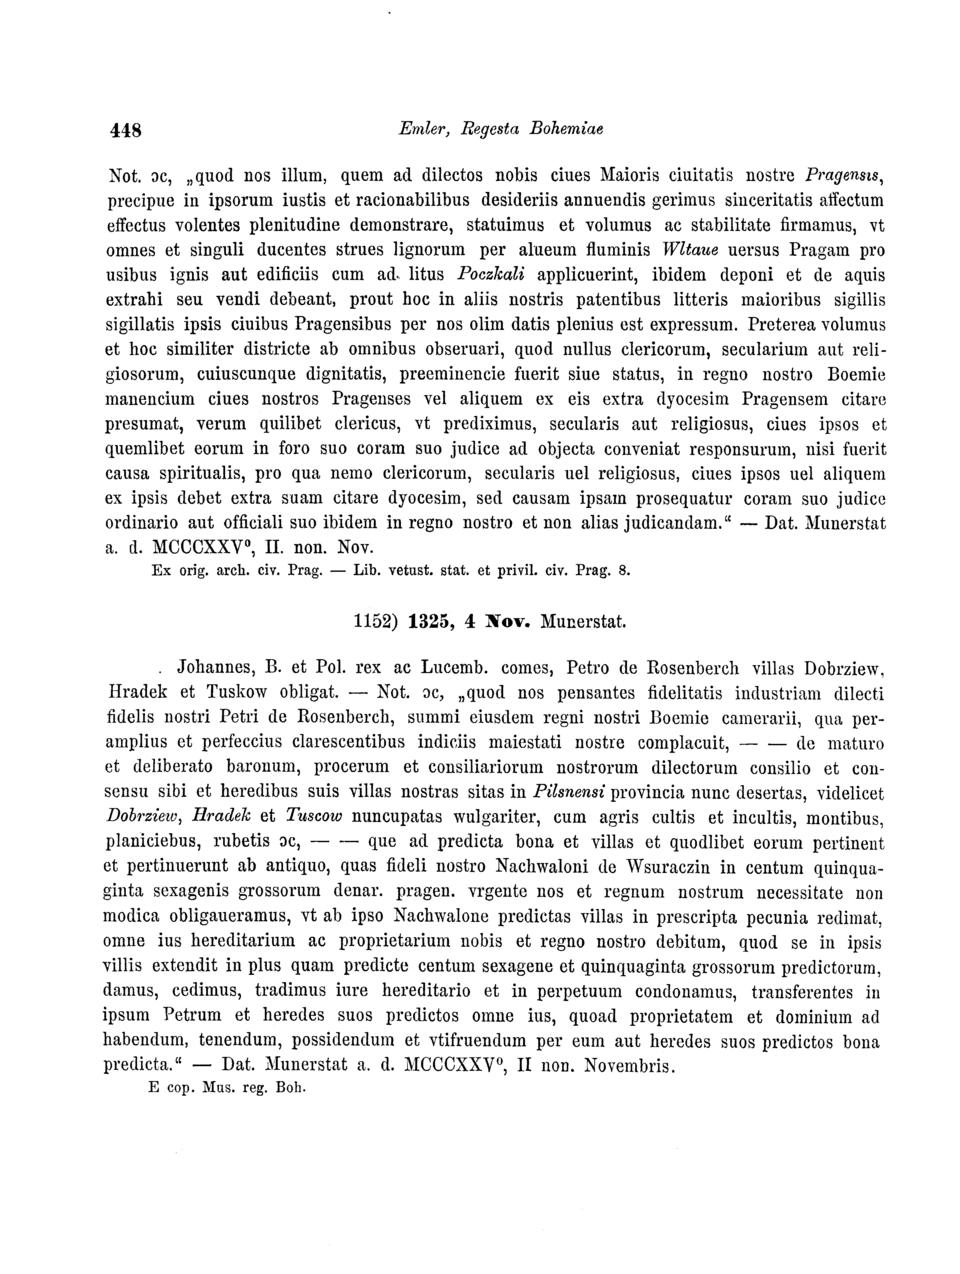 448 Emler, Regesta Bohemiae
Not. ɔc, „quod nos illum, quem ad dilectos nobis ciues Maioris ciuitatis nostre Pragensis,
precipue in ipsorum iustis et racionabilibus desideriis annuendis gerimus sinceritatis affectum
effectus volentes plenitudine demonstrare, statuimus et volumus ac stabilitate firmamus, vt
omnes et singuli ducentes strues lignorum per alueum fluminis Wltaue uersus Pragam pro
usibus ignis aut edificiis cum ad litus Poczkali applicuerint, ibidem deponi et de aquis
extrahi seu vendi debeant, prout hoc in aliis nostris patentibus litteris maioribus sigillis
sigillatis ipsis ciuibus Pragensibus per nos olim datis plenius est expressum. Preterea volumus
et hoc similiter districte ab omnibus obseruari, quod nullus clericorum, secularium aut reli-
giosorum, cuiuscunque dignitatis, preeminencie fuerit siue status, in regno nostro Boemie
manencium ciues nostros Pragenses vel aliquem ex eis extra dyocesim Pragensem citare
presumat, verum quilibet clericus, vt prediximus, secularis aut religiosus, ciues ipsos et
quemlibet eorum in foro suo coram suo judice ad objecta conveniat responsurum, nisi fuerit
causa spiritualis, pro qua nemo clericorum, secularis uel religiosus, ciues ipsos uel aliquem
ex ipsis debet extra suam citare dyocesim, sed causam ipsam prosequatur coram suo judice
ordinario aut officiali suo ibidem in regno nostro et non alias judicandam.“ — Dat. Munerstat
a. d. MCCCXXV⁰, II. non. Nov.
Ex orig. arch. civ. Prag. — Lib. vetust. stat. et privil. civ. Prag. 8.
1152) 1325, 4 Nov. Munerstat.
Johannes, B. et Pol. rex ac Lucemb. comes, Petro de Rosenberch villas Dobrziew,
Hradek et Tuskow obligat. — Not. ɔc, „quod nos pensantes fidelitatis industriam dilecti
fidelis nostri Petri de Rosenberch, summi eiusdem regni nostri Boemie camerarii, qua per-
amplius et perfeccius clarescentibus indiciis maiestati nostre complacuit, — — de maturo
et deliberato baronum, procerum et consiliariorum nostrorum dilectorum consilio et con-
sensu sibi et heredibus suis villas nostras sitas in Pilsnensi provincia nunc desertas, videlicet
Dobrziew, Hradek et Tuscow nuncupatas wulgariter, cum agris cultis et incultis, montibus,
planiciebus, rubetis ɔc, — — que ad predicta bona et villas et quodlibet eorum pertinent
et pertinuerunt ab antiquo, quas fideli nostro Nachwaloni de Wsuraczin in centum quinqua-
ginta sexagenis grossorum denar. pragen. vrgente nos et regnum nostrum necessitate non
modica obligaueramus, vt ab ipso Nachwalone predictas villas in prescripta pecunia redimat,
omne ius hereditarium ac proprietarium nobis et regno nostro debitum, quod se in ipsis
villis extendit in plus quam predicte centum sexagene et quinquaginta grossorum predictorum,
damus, cedimus, tradimus iure hereditario et in perpetuum condonamus, transferentes in
ipsum Petrum et heredes suos predictos omne ius, quoad proprietatem et dominium ad
habendum, tenendum, possidendum et vtifruendum per eum aut heredes suos predictos bona
predicta.“ — Dat. Munerstat a. d. MCCCXXV⁰, II non. Novembris.
E cop. Mus. reg. Boh.